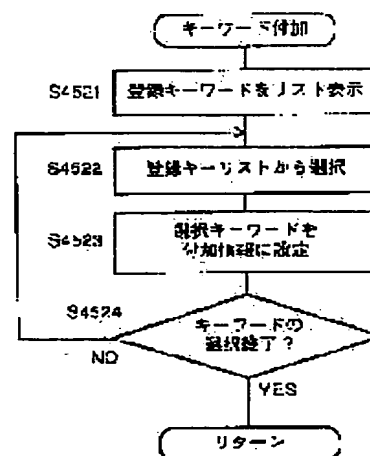 キーワード付加
S4521
登録キーワードをリスト表示
S4522
登録キーリストから選択
S4523
選択キーワードを
付加情報に設定
S4524
キーワードの
選択終了?
NO
YES
リターン